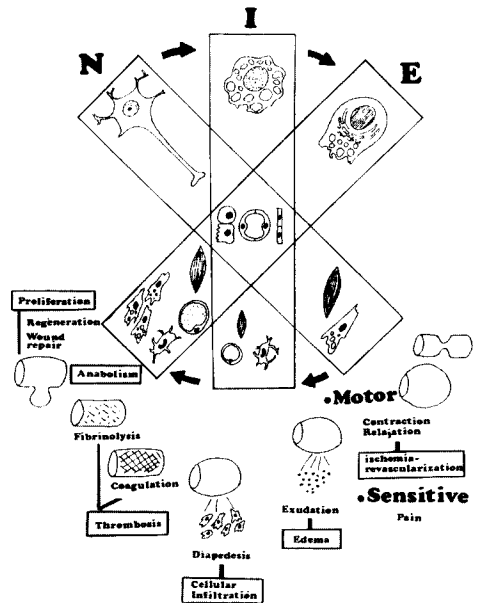 I
N
E
Proliferation
Regeneration
Wound
repair
Anabolism
Fibrinolysis
Coagulation
Thrombosis
Diapedesis
Cellular
Infiltration
Exudation
Edema
•Motor
Contraction
Relajation
ischemia-
revascularization
•Sensitive
Pain